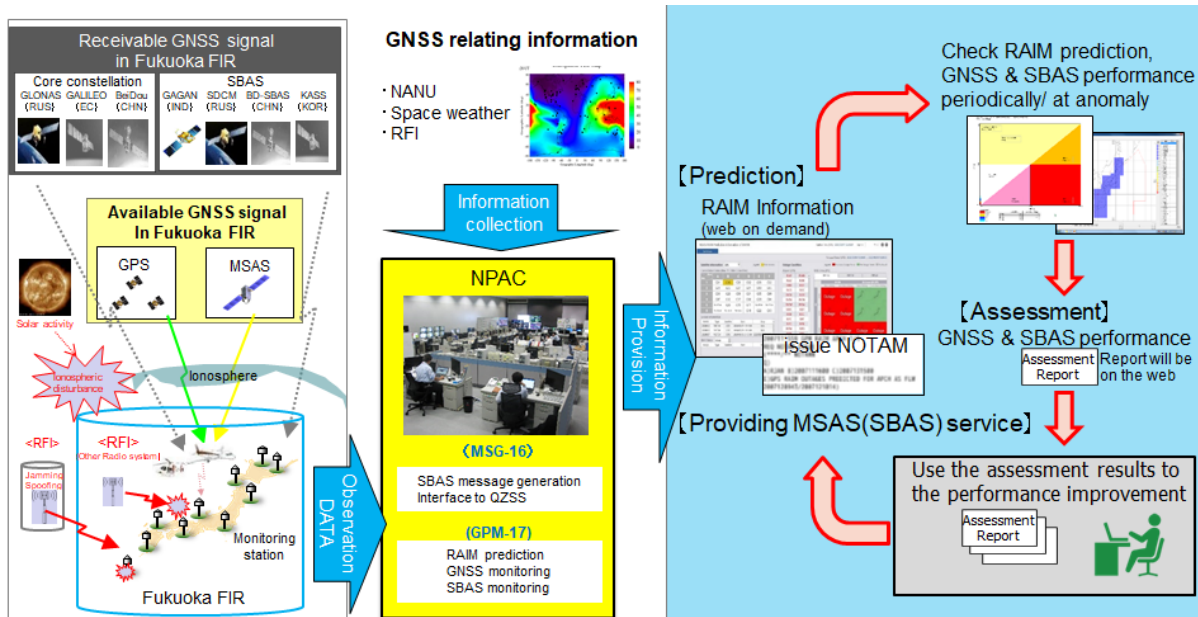 Receivable GNSS signal
in Fukuoka FIR
Core constellation
GLONAS
(RUS)
GALILEO
(EC)
BeiDou
(CHN)
SBAS
GAGAN
(IND)
SDCM
(RUS)
BD-SBAS
(CHN)
KASS
(KOR)
Available GNSS signal
In Fukuoka FIR
GPS
MSAS
Solar activity
Ionospheric
disturbance
Ionosphere
<RFI>
Jamming
Spoofing
<RFI>
Other Radio system
Monitoring
station
Fukuoka FIR
Observation
DATA
GNSS relating information
・NANU
・Space weather
・RFI
Information
collection
NPAC
(MSG-16)
SBAS message generation
Interface to QZSS
(GPM-17)
RAIM prediction
GNSS monitoring
SBAS monitoring
Information
Provision
【Prediction】
RAIM Information
(web on demand)
issue NOTAM
Check RAIM prediction,
GNSS & SBAS performance
periodically/ at anomaly
【Assessment】
GNSS & SBAS performance
Assessment
Report
Report will be
on the web
【Providing MSAS(SBAS) service】
Use the assessment results to
the performance improvement
Assessment
Report